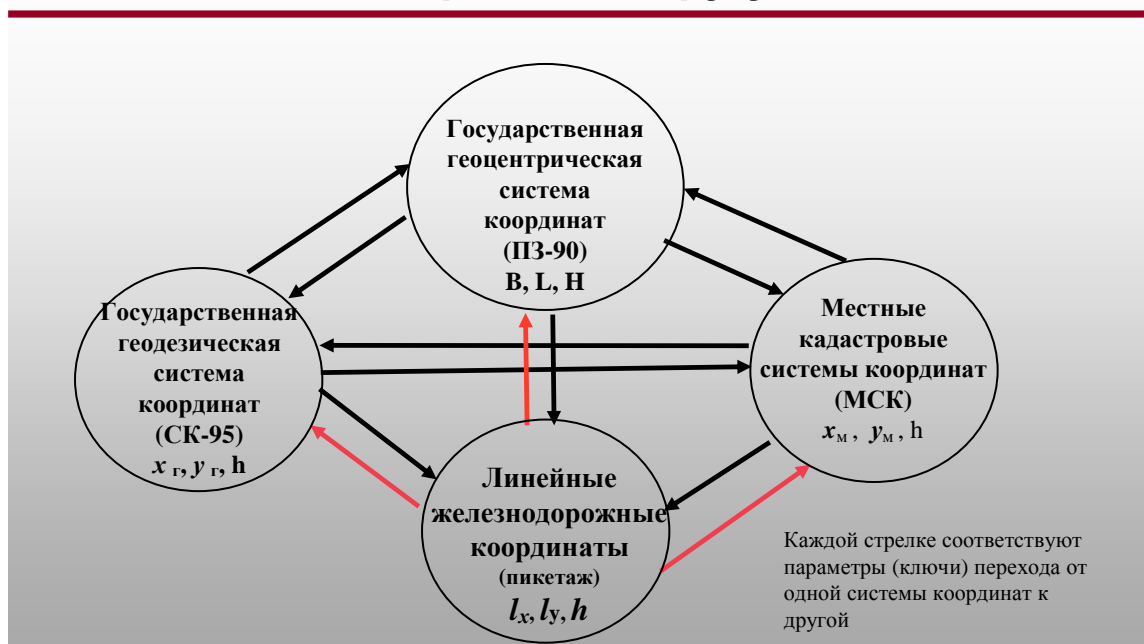 Государственная
геоцентрическая
система
координат
(ПЗ-90)
B, L, H
Государственная
геодезическая
система
координат
(СК-95)
x г, y г, h
Местные
кадастровые
системы координат
(МСК)
xм , yм , h
Линейные
железнодорожные
координаты
(пикетаж)
lx, ly, h
Каждой стрелке соответствуют
параметры (ключи) перехода от
одной системы координат к
другой